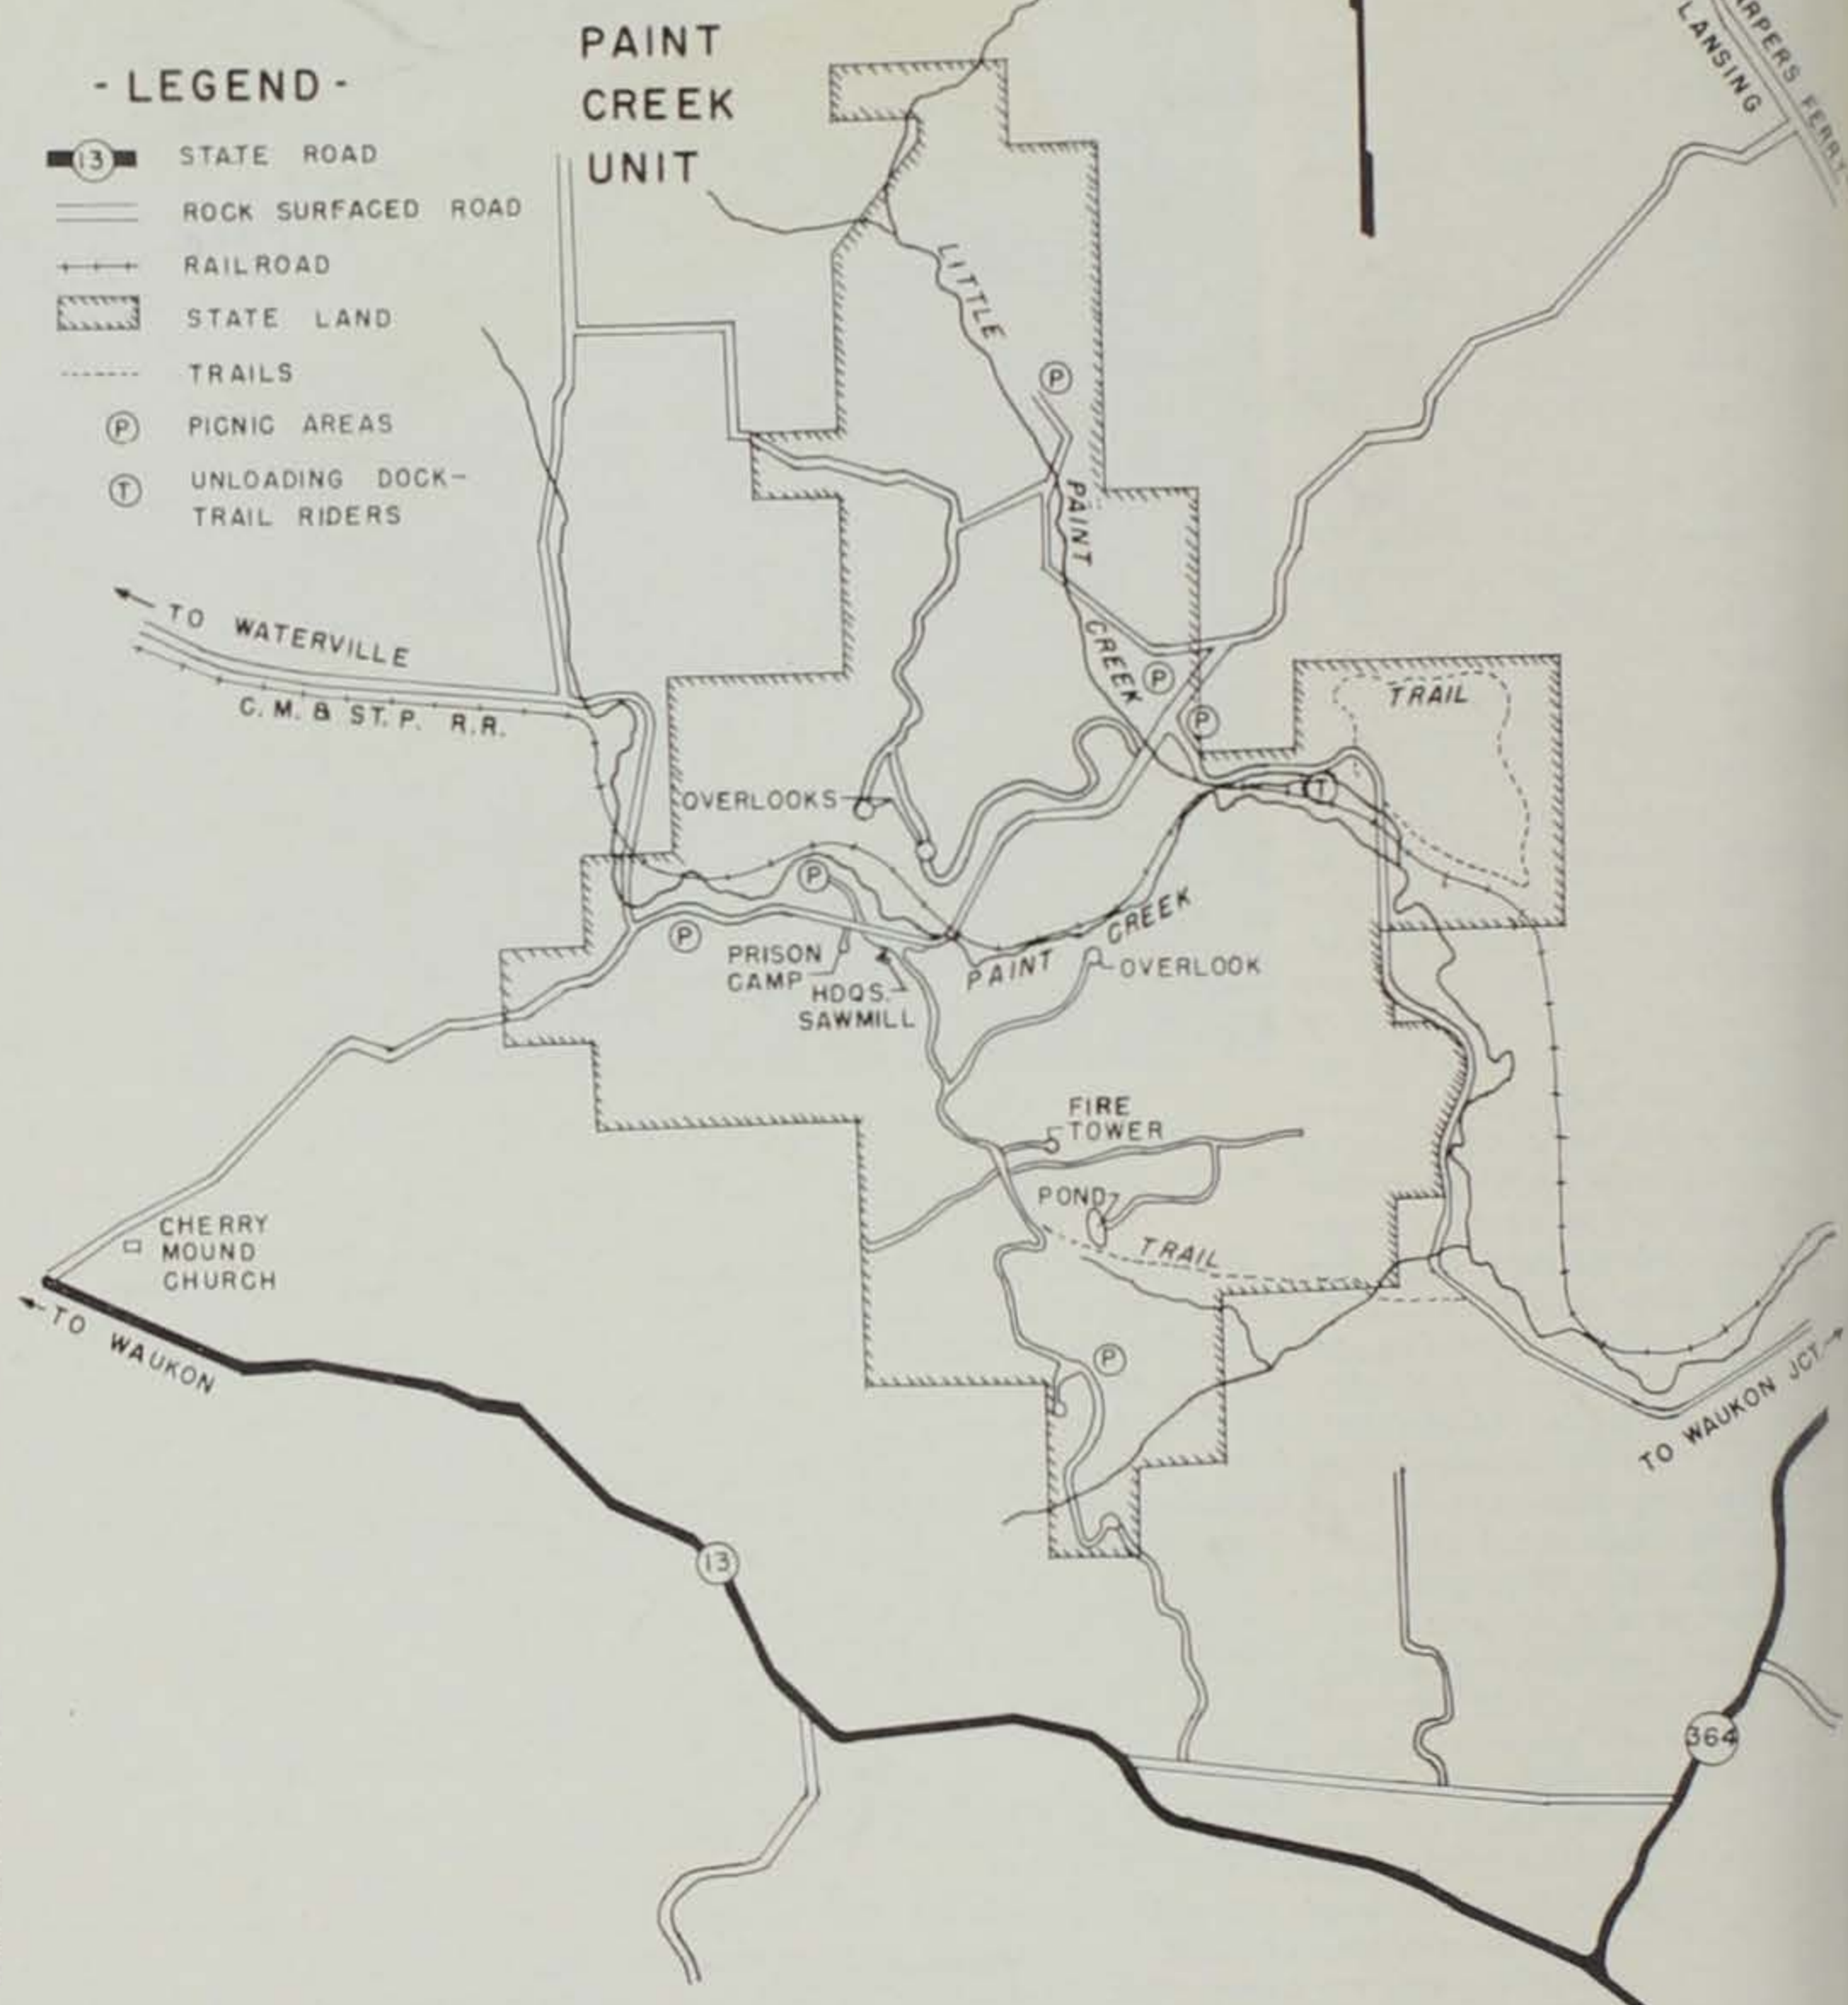 PAINT
CREEK
UNIT
- LEGEND -
13 STATE ROAD
ROCK SURFACED ROAD
RAILROAD
STATE LAND
TRAILS
P PICNIC AREAS
T UNLOADING DOCK-
TRAIL RIDERS
LANSING
ARPERS FERRY
LITTLE
PAINT
CREEK
P
P
P
TO WATERVILLE
C. M. & ST. P. R.R.
TRAIL
T
OVERLOOKS
P
P
PRISON
CAMP
HDQS.
SAWMILL
PAINT
CREEK
OVERLOOK
FIRE
TOWER
POND
TRAIL
CHERRY
MOUND
CHURCH
TO WAUKON
P
TO WAUKON JCT.
13
364